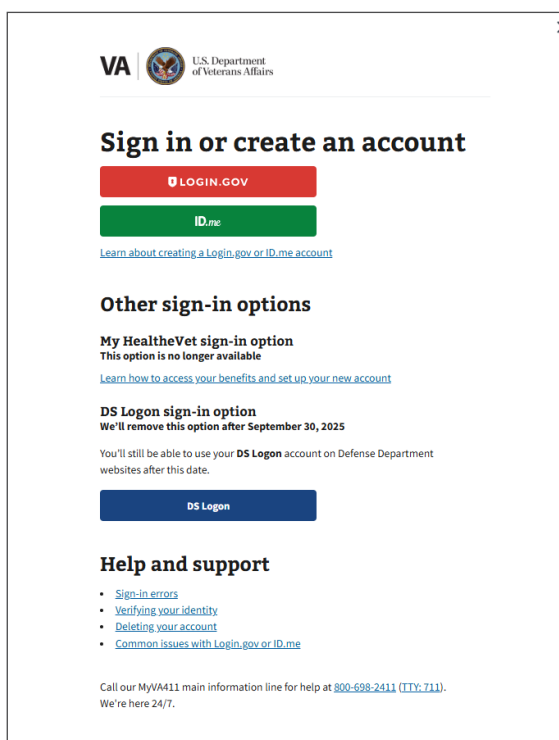 VA
U.S. Department
of Veterans Affairs
Sign in or create an account
LOGIN.GOV
ID.me
Learn about creating a Login.gov or ID.me account
Other sign-in options
My HealtheVet sign-in option
This option is no longer available
Learn how to access your benefits and set up your new account
DS Logon sign-in option
We'll remove this option after September 30, 2025
You'll still be able to use your DS Logon account on Defense Department
websites after this date.
DS Logon
Help and support
• Sign-in errors
• Verifying your identity
• Deleting your account
• Common issues with Login.gov or ID.me
Call our MyVA411 main information line for help at 800-698-2411 (TTY: 711).
We're here 24/7.